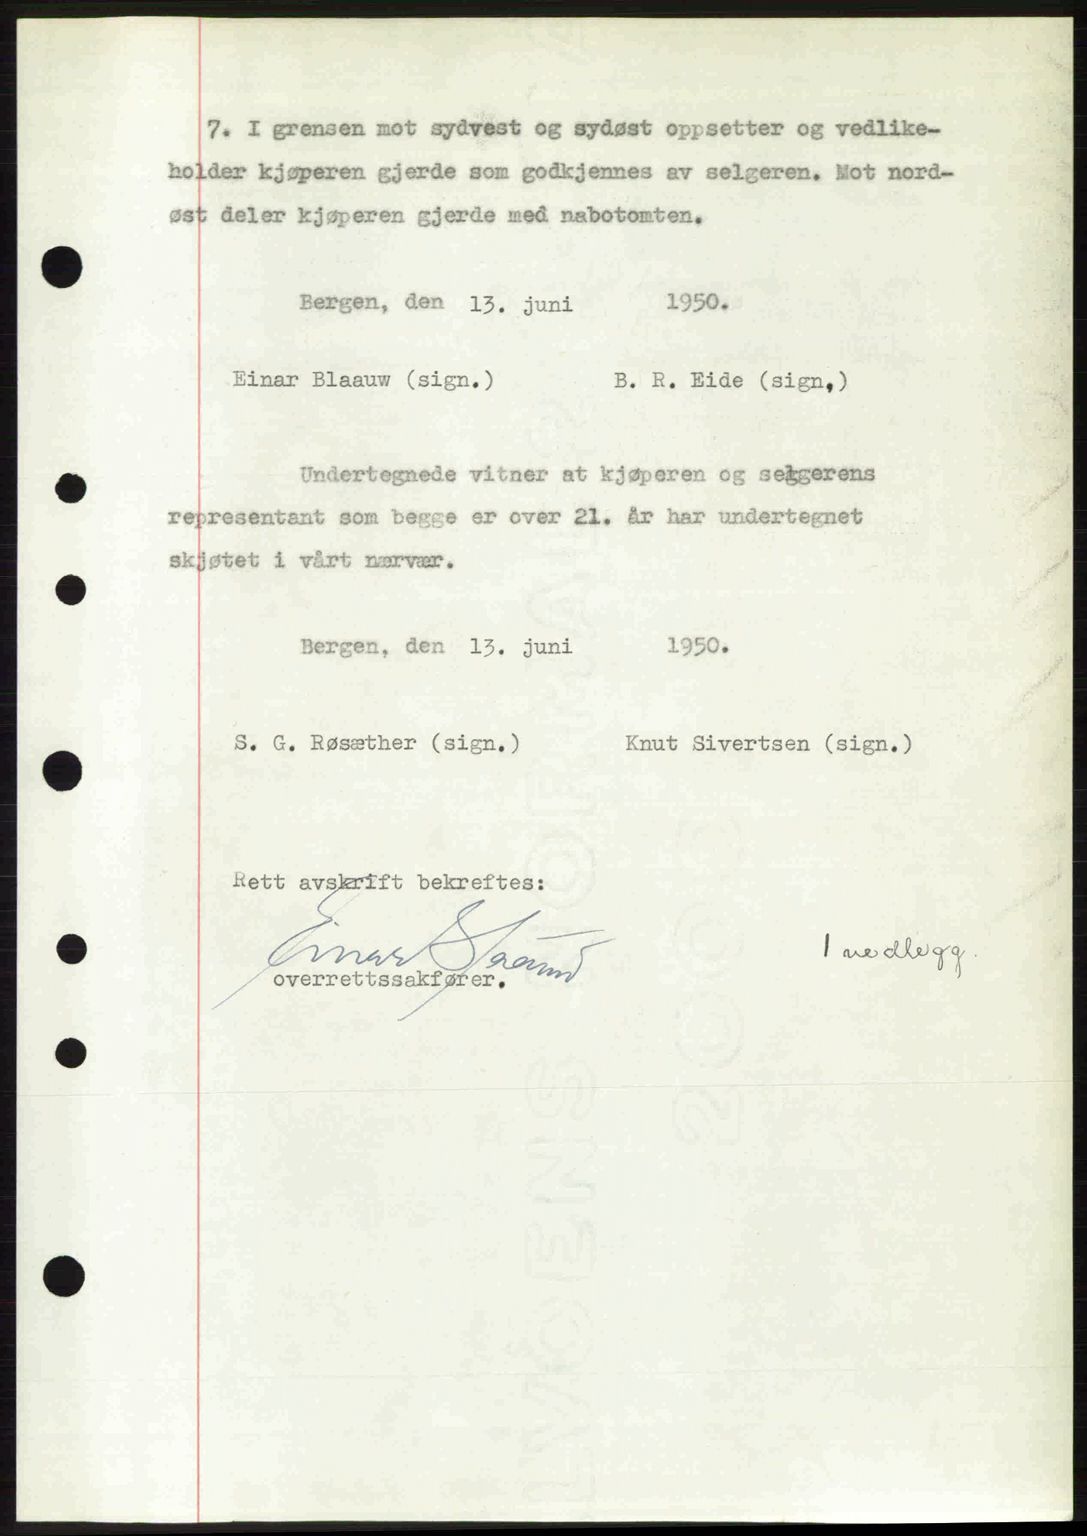 7. I grensen mot sydvest og sydøst oppsetter og vedlike-
holder kjøperen gjerde som godkjennes av selgeren. Mot nord-
øst deler kjøperen gjerde med nabotomten.
Bergen, den 13. juni 1950.
Einar Blaauw (sign.) B. R. Eide (sign,)
Undertegnede vitner at kjøperen og selgerens
representant som begge er over 21. år har undertegnet
skjøtet i vårt nærvær.
Bergen, den 13. juni 1950.
S. G. Røsæther (sign.) Knut Sivertsen (sign.)
Rett avskrift bekreftes:
Einar
overrettssakfører.
1 vedlegg.